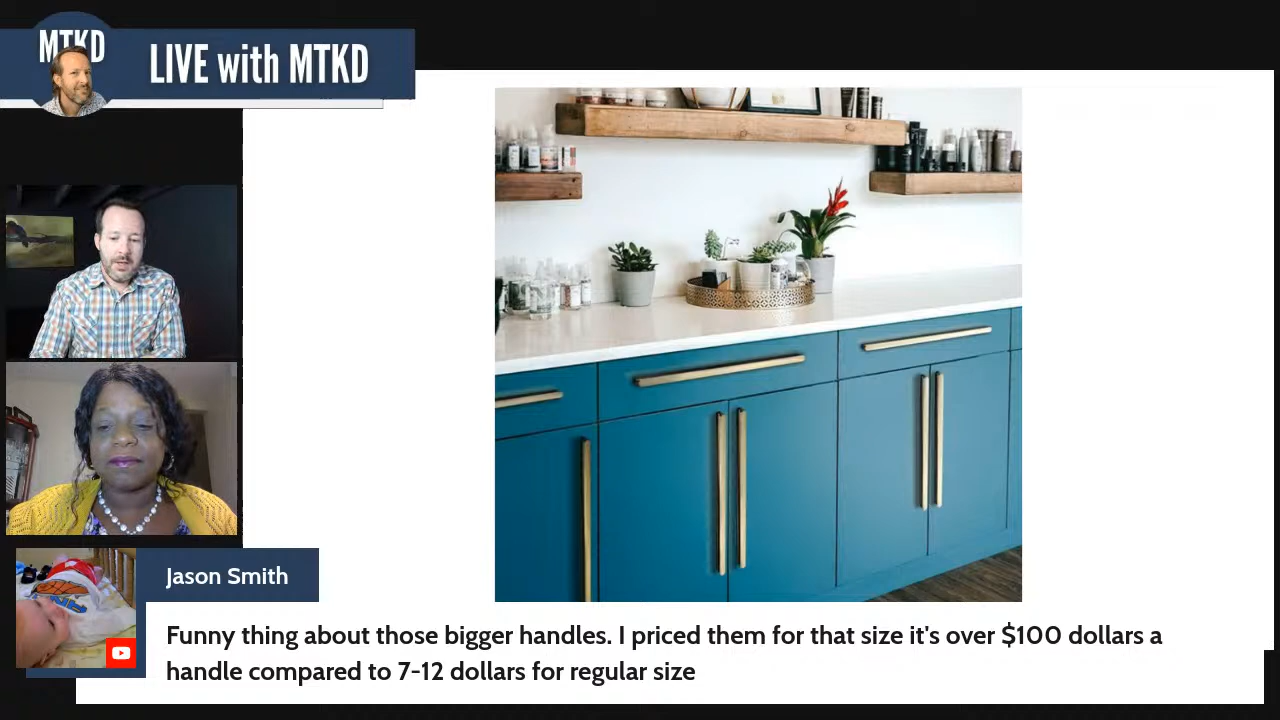 MTKD
LIVE with MTKD
Jason Smith
Funny thing about those bigger handles. I priced them for that size it's over $100 dollars a
handle compared to 7-12 dollars for regular size